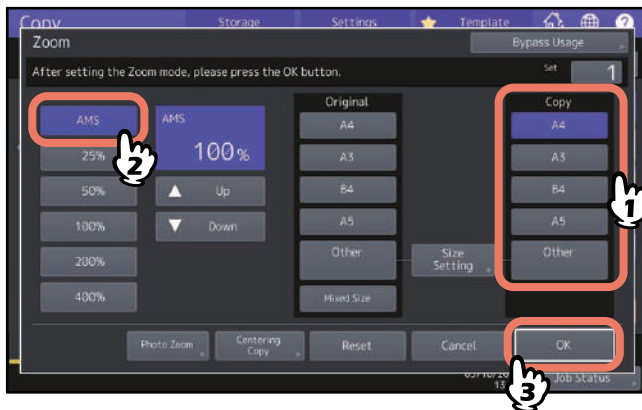 Copy Storage Settings Template
Zoom Bypass Usage
After setting the Zoom mode, please press the OK button. Set 1
Original Copy
AMS AMS A4 A4
25% 100% A3 A3
2
50% Up B4 B4
1
100% Down A5 A5
200% Other Size Setting Other
400% Mixed Size
Photo Zoom Centering Copy Reset Cancel OK
Job Status
3